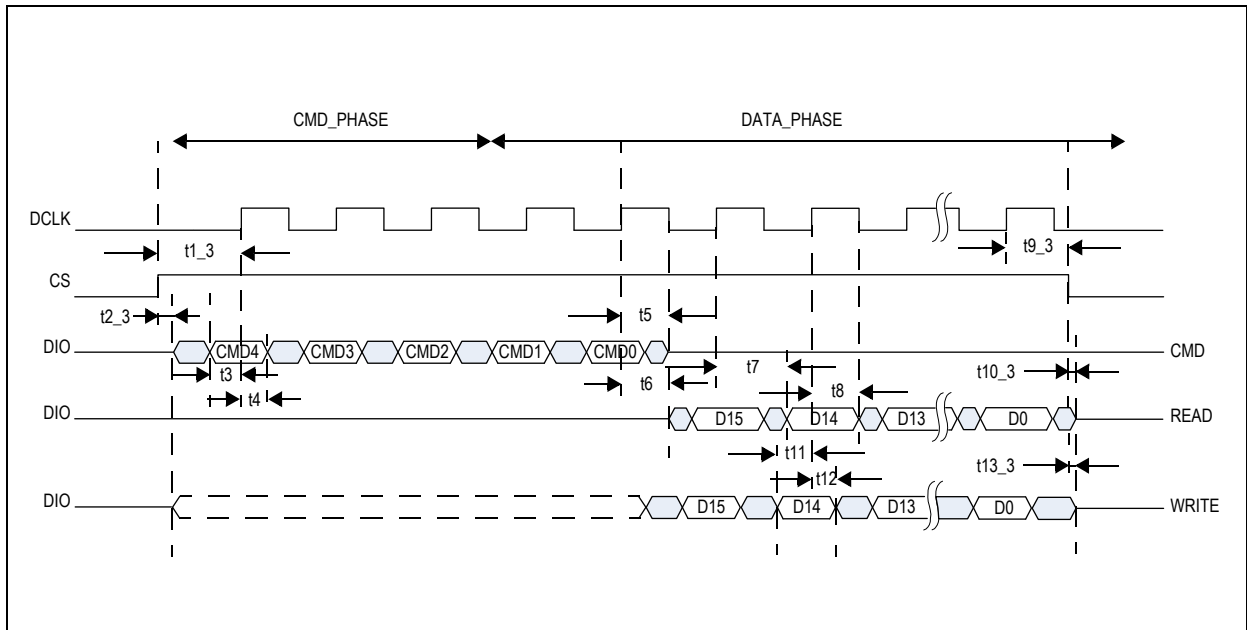 CMD_PHASE DATA_PHASE
DCLK
t1_3 t9_3
CS
t2_3 t5
DIO CMD4 CMD3 CMD2 CMD1 CMD0 CMD
t3 t7 t10_3
t4 t6 t8
DIO D15 D14 D13 D0 READ
t11 t13_3
t12
DIO D15 D14 D13 D0 WRITE